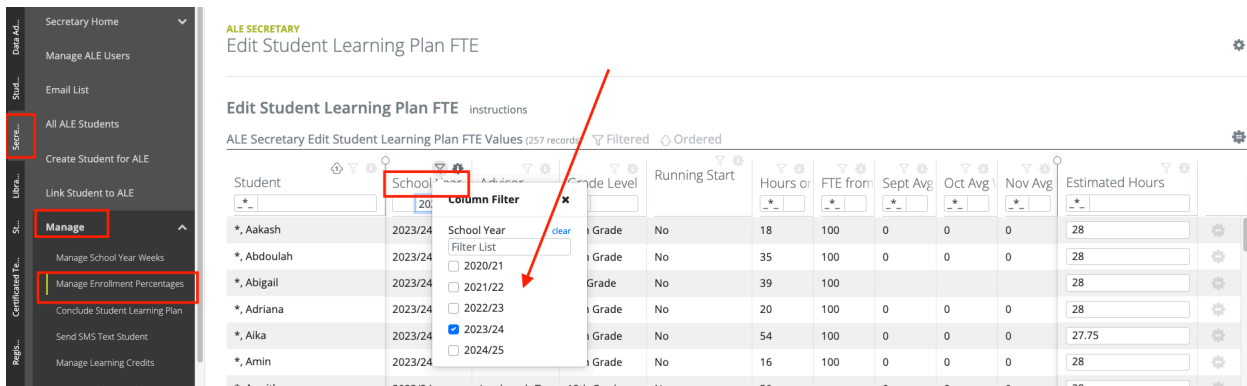 Data Ad...
Stud...
Secre...
Libra...
St...
Certificated Te...
Regis...
Secretary Home
Manage ALE Users
Email List
All ALE Students
Create Student for ALE
Link Student to ALE
Manage
Manage School Year Weeks
Manage Enrollment Percentages
Conclude Student Learning Plan
Send SMS Text Student
Manage Learning Credits
ALE SECRETARY
Edit Student Learning Plan FTE
Edit Student Learning Plan FTE instructions
ALE Secretary Edit Student Learning Plan FTE Values (257 records) Filtered Ordered
Student School Year Advisor Grade Level Running Start Hours or FTE from Sept Avg Oct Avg Nov Avg Estimated Hours
_*_ 202 _*_ _*_ _*_ _*_ _*_ _*_
Column Filter
School Year clear
Filter List
2020/21
2021/22
2022/23
2023/24
2024/25
*, Aakash 2023/24 Grade No 18 100 0 0 0 28
*, Abdoulah 2023/24 Grade No 35 100 0 0 0 28
*, Abigail 2023/24 Grade No 39 100 28
*, Adriana 2023/24 Grade No 20 100 0 0 0 28
*, Aika 2023/24 Grade No 54 100 0 0 0 27.75
*, Amin 2023/24 Grade No 16 100 0 0 0 28